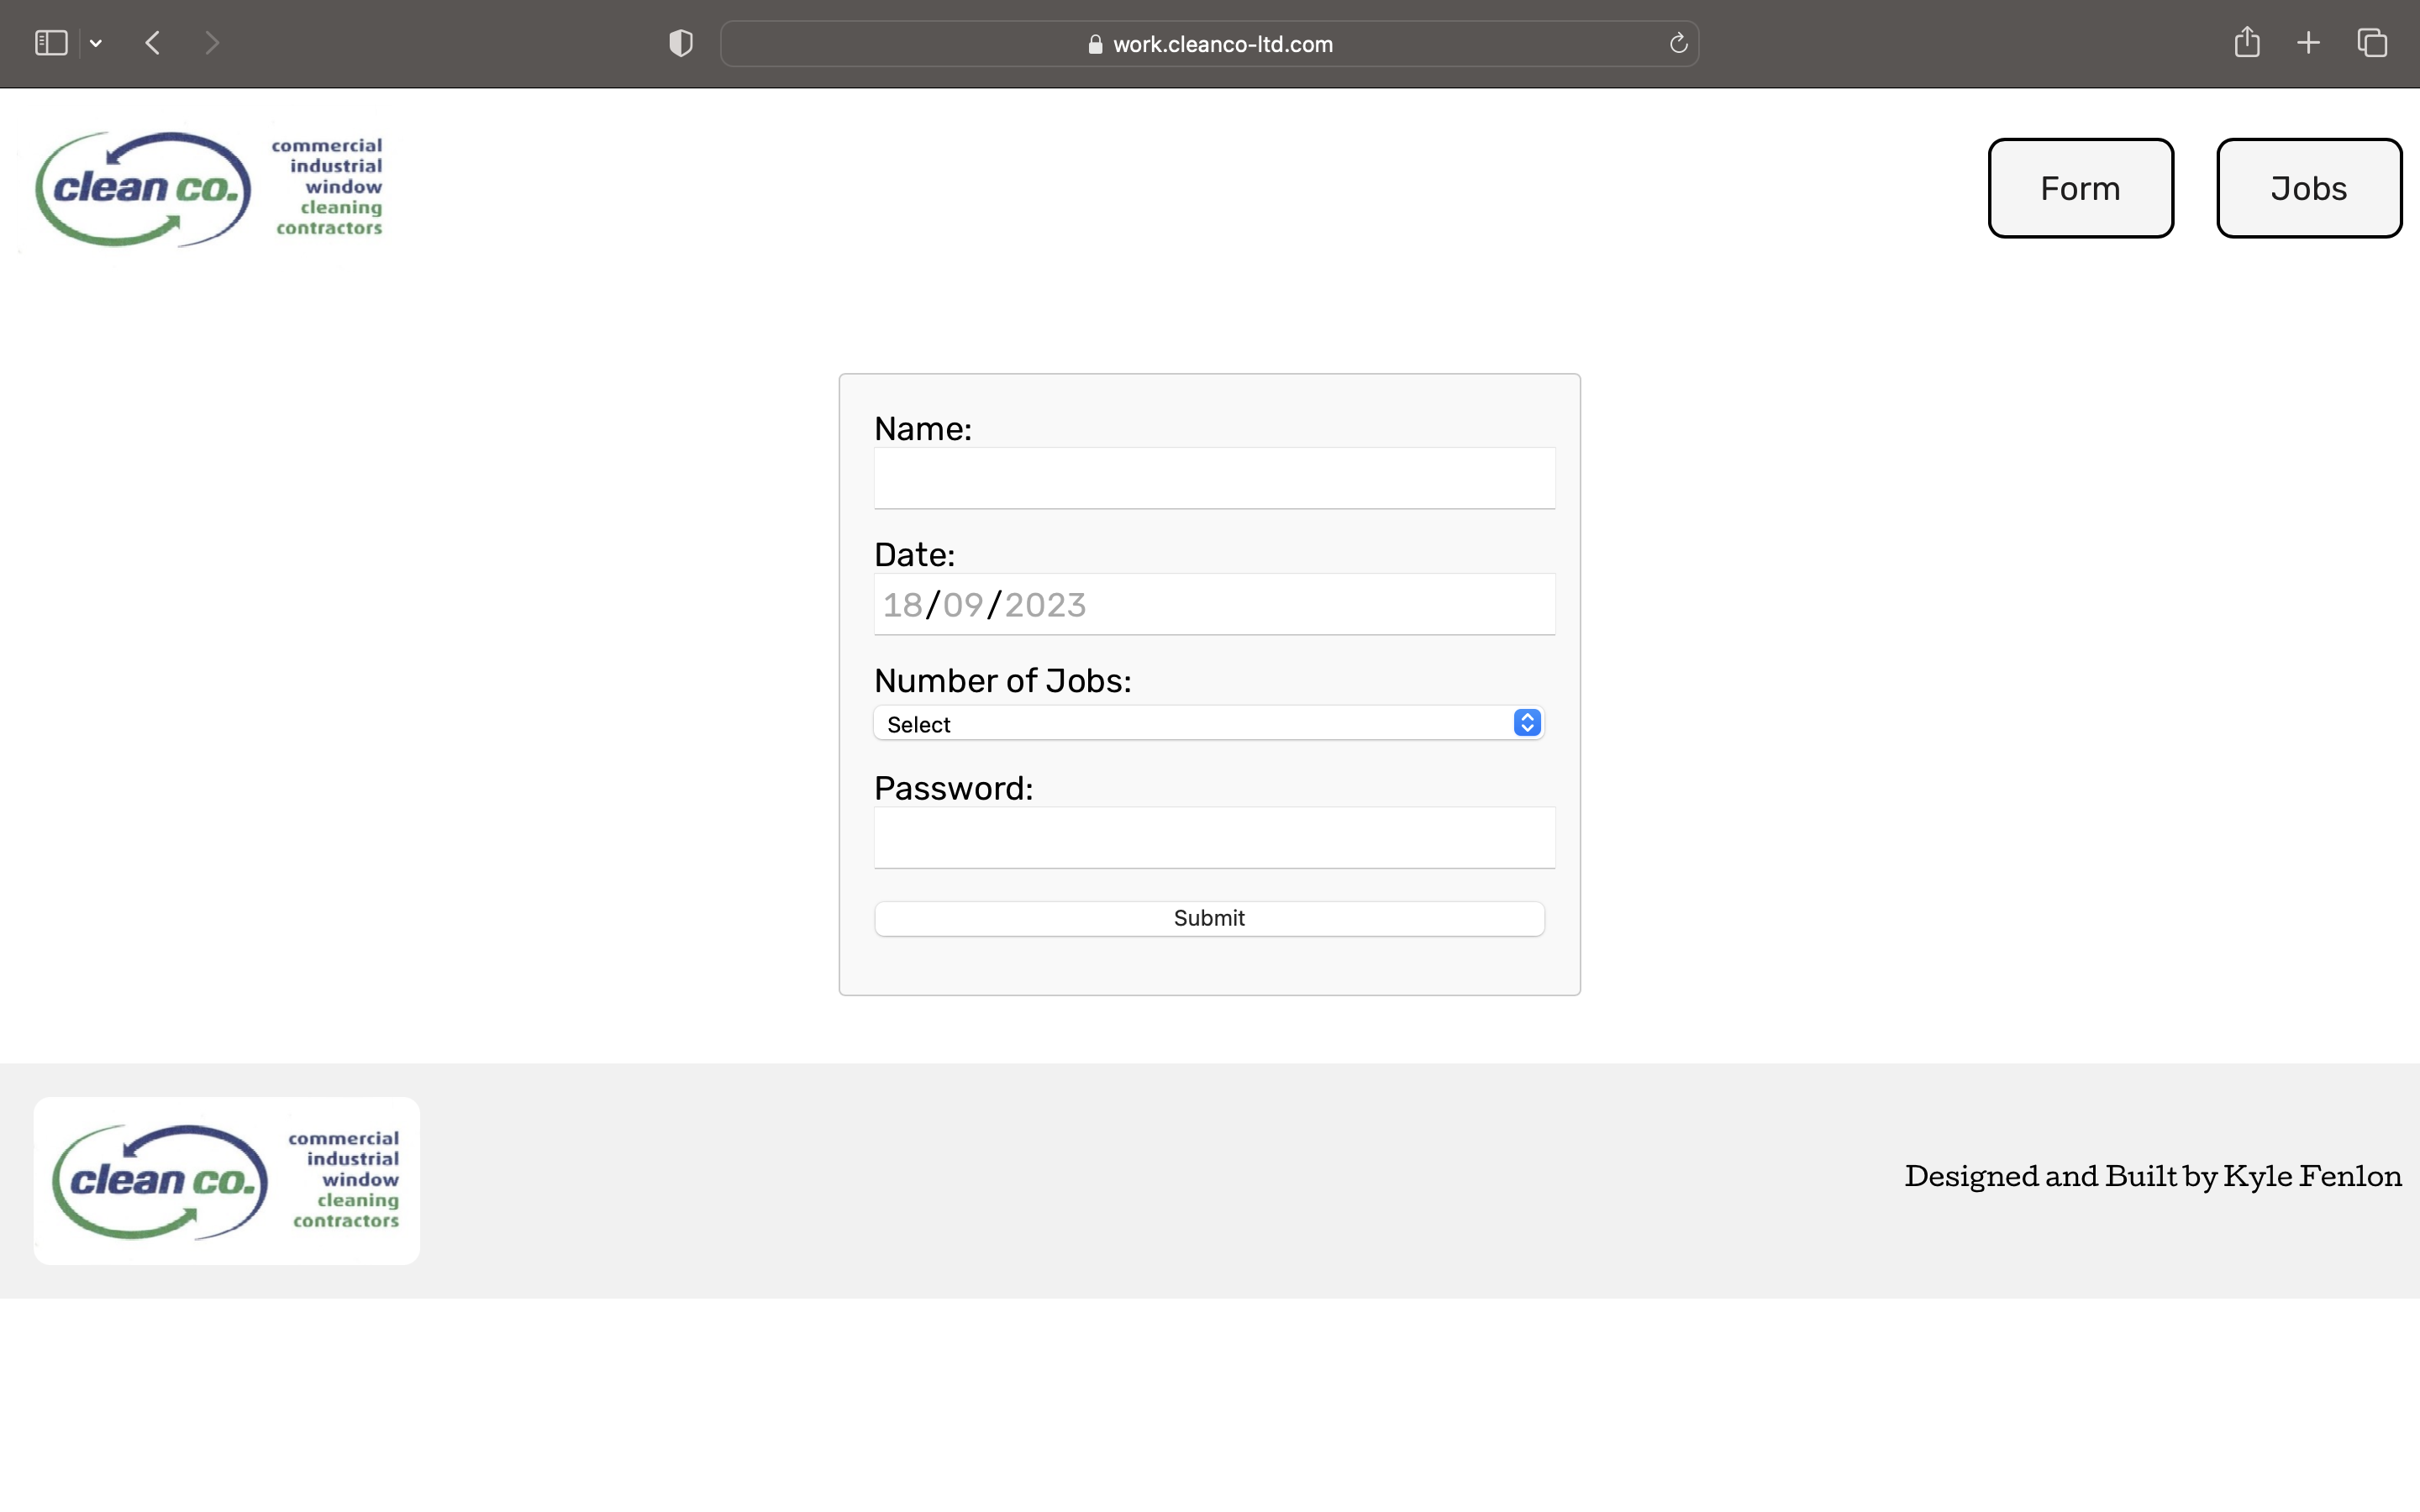 work.cleanco-ltd.com
clean co.
commercial
industrial
window
cleaning
contractors
Form
Jobs
Name:
Date:
18/09/2023
Number of Jobs:
Select
Password:
Submit
clean co.
commercial
industrial
window
cleaning
contractors
Designed and Built by Kyle Fenlon